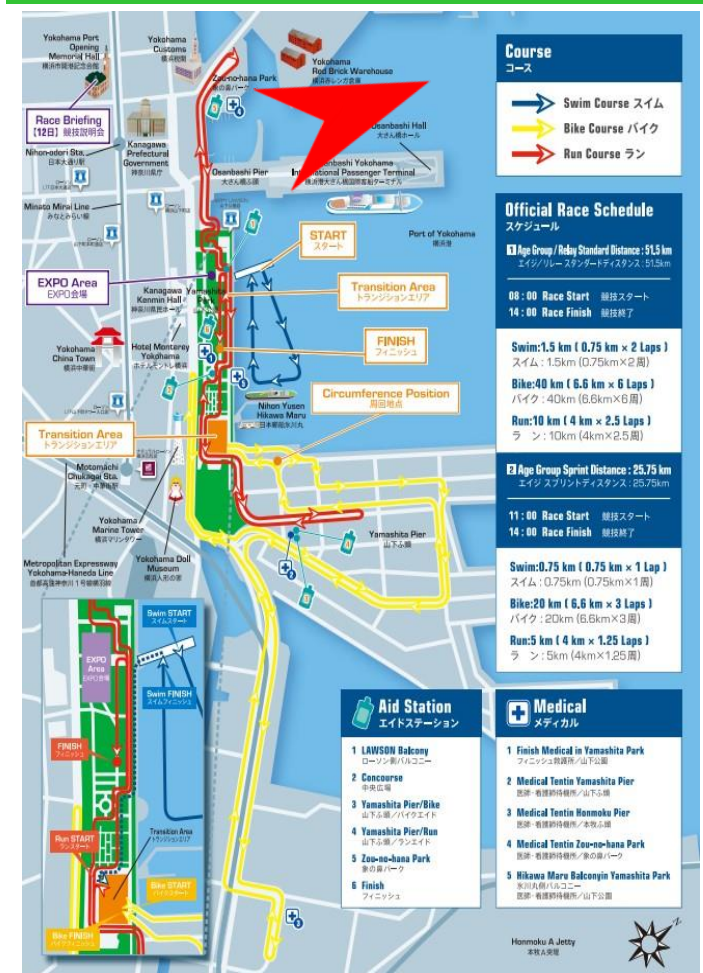 Yokohama Port
Opening
Memorial Hall
横浜市開港記念会館
Yokohama
Customs
横浜税関
Yokohama
Red Brick Warehouse
横浜赤レンガ倉庫
Zou-no-hana Park
象の鼻パーク
Race Briefing
【12日】競技説明会
Nihon-odori Sta.
日本大通り駅
Kanagawa
Prefectural
Government
神奈川県庁
Osanbashi Hall
大さん橋ホール
Osanbashi Pier
大さん橋ふ頭
Osanbashi Yokohama
International Passenger Terminal
横浜港大さん橋国際客船ターミナル
Minato Mirai Line
みなとみらい線
START
スタート
Port of Yokohama
横浜港
EXPO Area
EXPO会場
Kanagawa
Kenmin Hall
神奈川県民ホール
Yamashita
Park
Transition Area
トランジションエリア
FINISH
フィニッシュ
Yokohama
China Town
横浜中華街
Hotel Monterey
Yokohama
ホテルモントレ横浜
Nihon Yusen
Hikawa Maru
日本郵船氷川丸
Circumference Position
周回地点
Transition Area
トランジションエリア
Motomachi
Chukagai Sta.
元町・中華街駅
Yokohama
Marine Tower
横浜マリンタワー
Yamashita Pier
山下ふ頭
Metropolitan Expressway
Yokohama-Haneda Line
首都高速神奈川1号横羽線
Yokohama Doll
Museum
横浜人形の家
Swim START
スイムスタート
EXPO
Area
EXPO会場
Swim FINISH
スイムフィニッシュ
FINISH
フィニッシュ
Run START
ランスタート
Transition Area
トランジションエリア
Bike START
バイクスタート
Bike FINISH
バイクフィニッシュ
Course
コース
Swim Course スイム
Bike Course バイク
Run Course ラン
Official Race Schedule
スケジュール
1 Age Group / Relay Standard Distance : 51.5km
エイジ/リレー スタンダードディスタンス : 51.5km
08 : 00 Race Start 競技スタート
14 : 00 Race Finish 競技終了
Swim:1.5 km ( 0.75 km × 2 Laps )
スイム : 1.5km (0.75km×2周)
Bike:40 km ( 6.6 km × 6 Laps )
バイク : 40km (6.6km×6周)
Run:10 km ( 4 km × 2.5 Laps )
ラ ン : 10km (4km×2.5周)
2 Age Group Sprint Distance : 25.75 km
エイジ スプリントディスタンス : 25.75km
11 : 00 Race Start 競技スタート
14 : 00 Race Finish 競技終了
Swim:0.75 km ( 0.75 km × 1 Lap )
スイム : 0.75km (0.75km×1周)
Bike:20 km ( 6.6 km × 3 Laps )
バイク : 20km (6.6km×3周)
Run:5 km ( 4 km × 1.25 Laps )
ラ ン : 5km (4km×1.25周)
Aid Station
エイドステーション
1 LAWSON Balcony
ローソン側バルコニー
2 Concourse
中央広場
3 Yamashita Pier/Bike
山下ふ頭/バイクエイド
4 Yamashita Pier/Run
山下ふ頭/ランエイド
5 Zou-no-hana Park
象の鼻パーク
6 Finish
フィニッシュ
Medical
メディカル
1 Finish Medical in Yamashita Park
フィニッシュ救護所/山下公園
2 Medical Tentin Yamashita Pier
医師・看護師待機所/山下ふ頭
3 Medical Tentin Honmoku Pier
医師・看護師待機所/本牧ふ頭
4 Medical Tentin Zou-no-hana Park
医師・看護師待機所/象の鼻パーク
5 Hikawa Maru Balconyin Yamashita Park
氷川丸側バルコニー
医師・看護師待機所/山下公園
Honmoku A Jetty
本牧A突堤